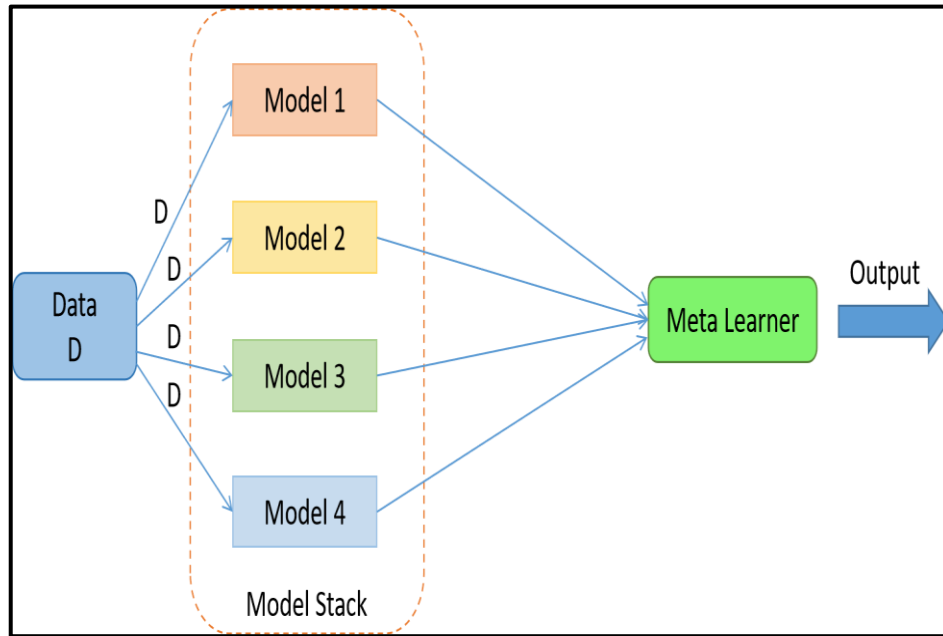 Model 1
D
Model 2
D
Data
D
D
Model 3
D
Model 4
Model Stack
Meta Learner
Output